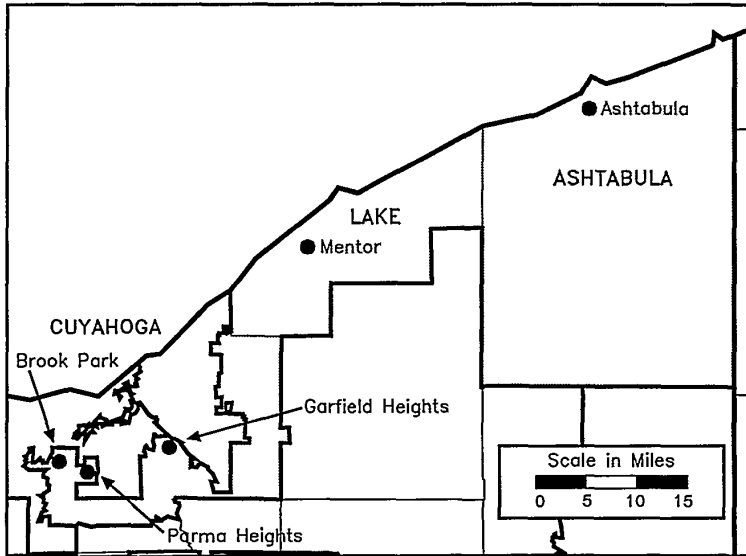 Ashtabula
ASHTABULA
LAKE
Mentor
CUYAHOGA
Brook Park
Garfield Heights
Scale in Miles
0 5 10 15
Parma Heights